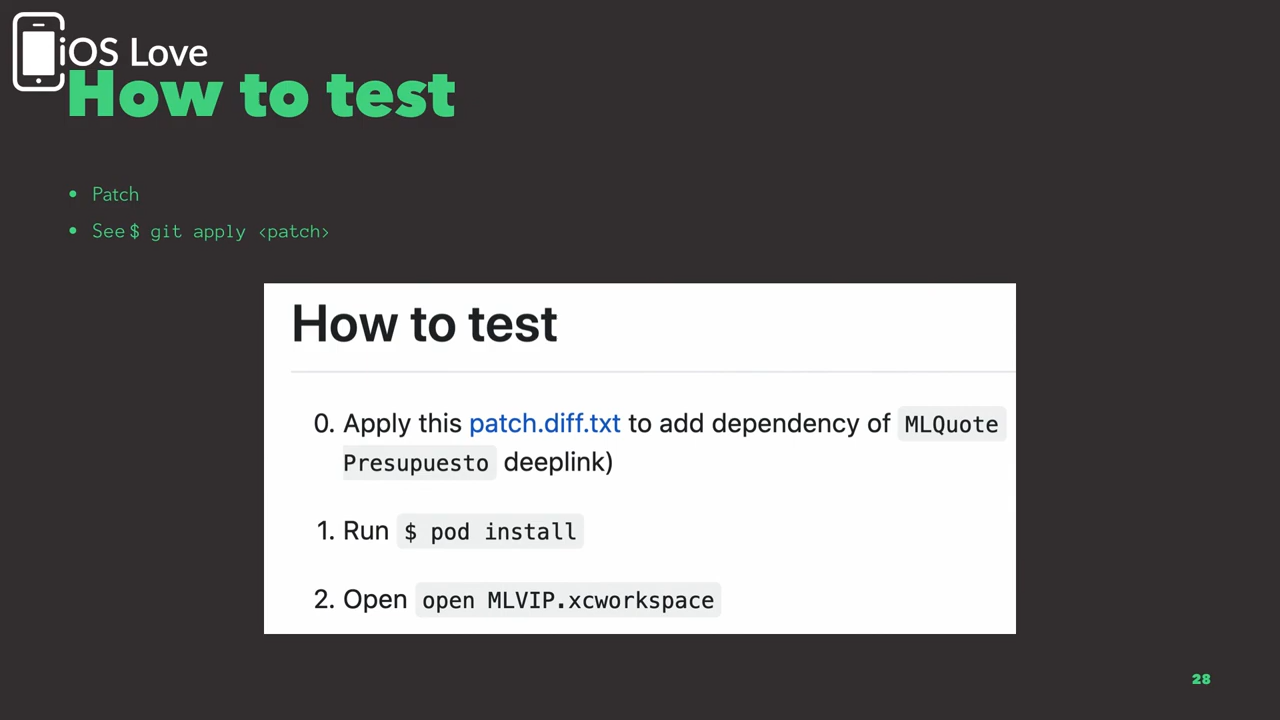 iOS Love
How to test
• Patch
• See $ git apply <patch>
How to test
0. Apply this patch.diff.txt to add dependency of MLQuote
Presupuesto deeplink)
1. Run $ pod install
2. Open open MLVIP.xcworkspace
28